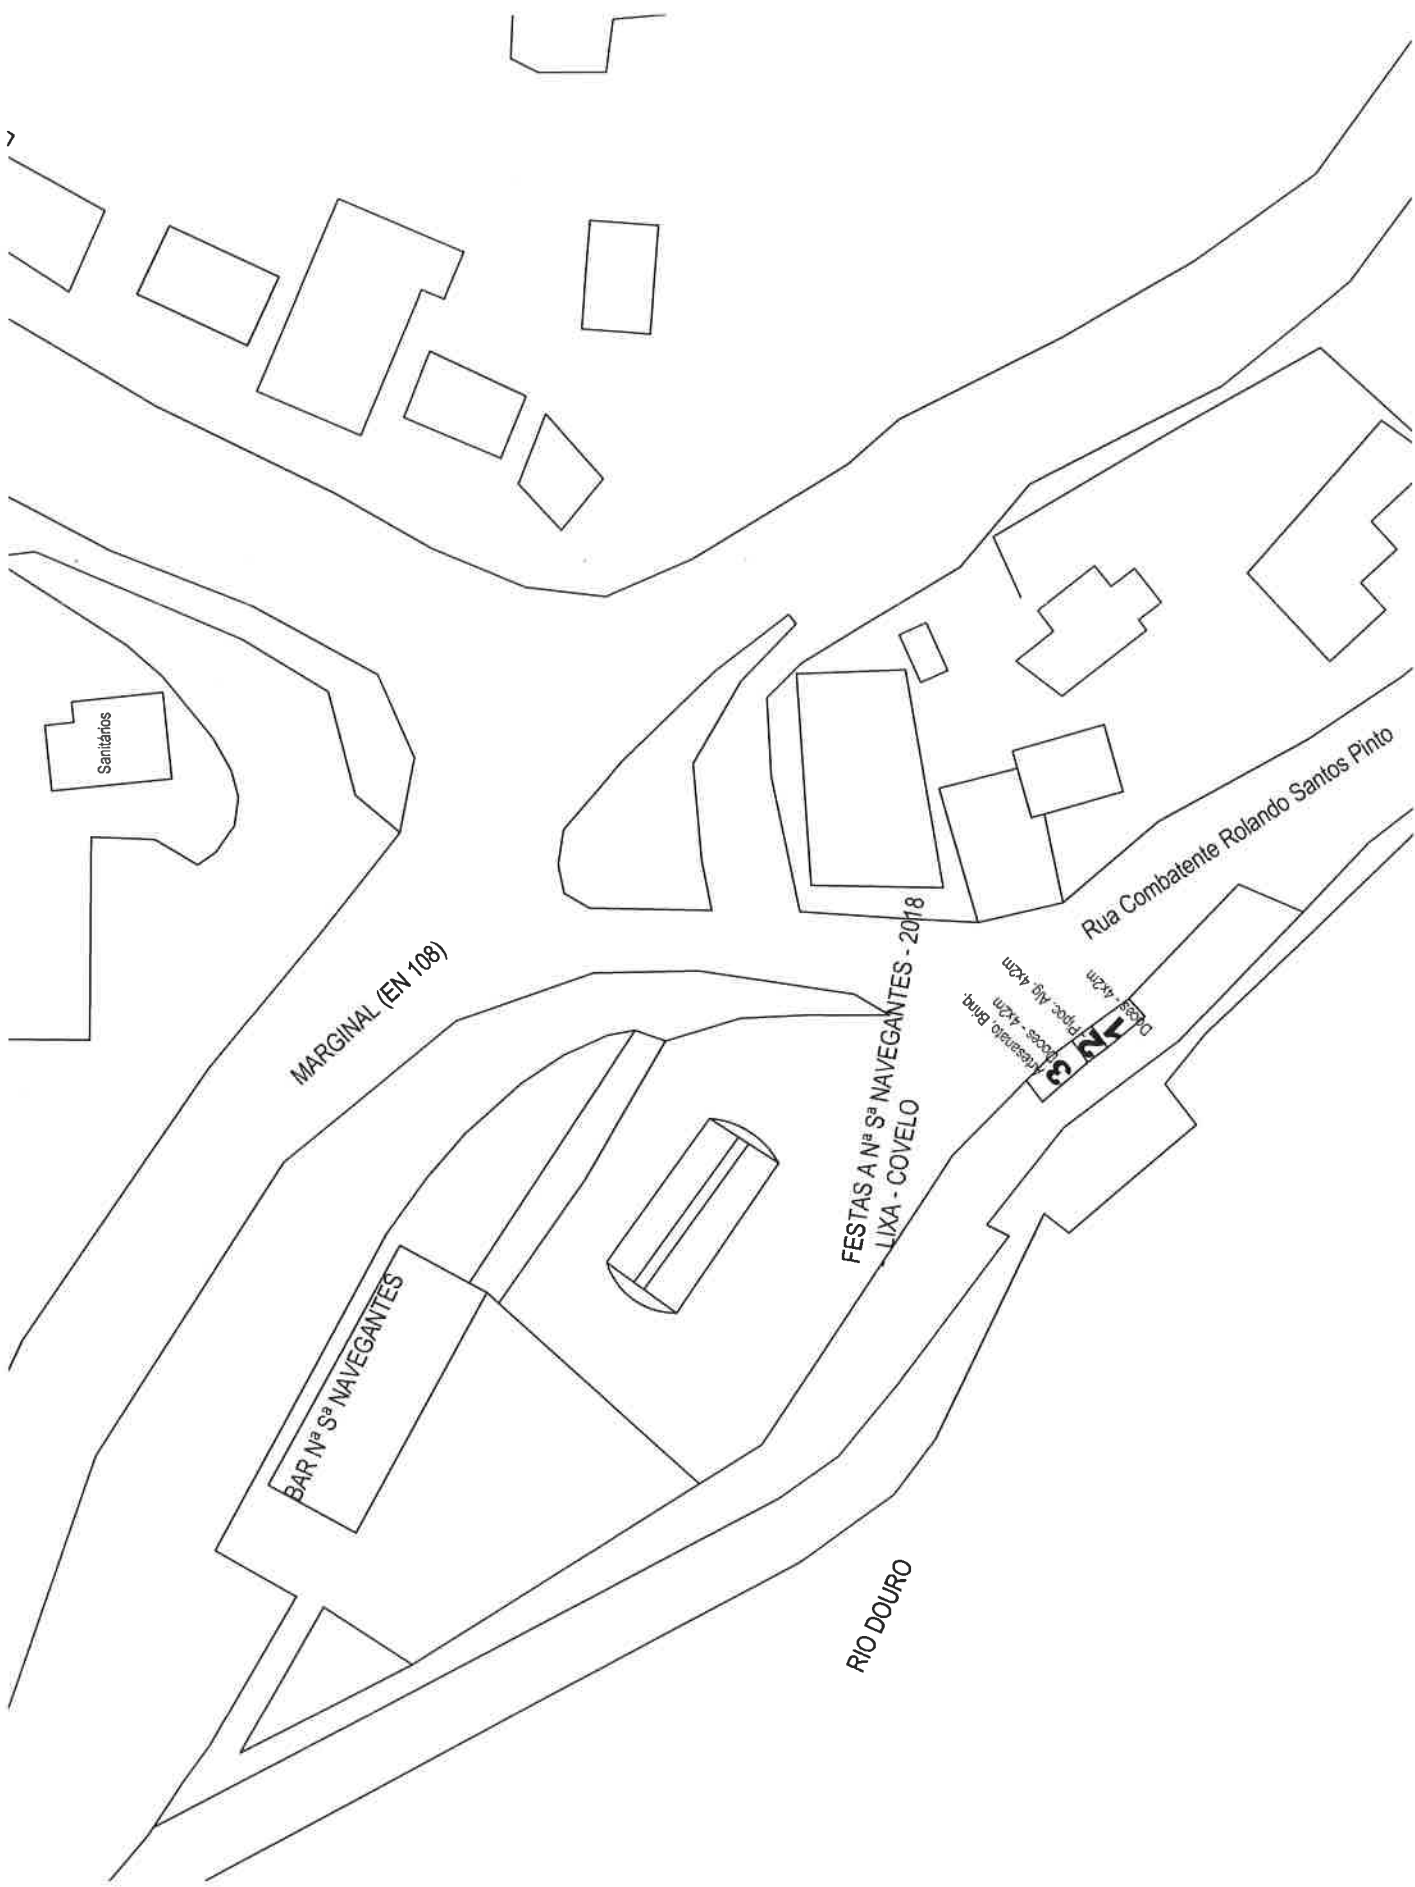 Sanitários
MARGINAL (EN 108)
FESTAS A Nª Sª NAVEGANTES - 2018
LIXA - COVELO
BAR Nª Sª NAVEGANTES
Rua Combatente Rolando Santos Pinto
Artesanato, Brinq.
Doces - 4x2m
Pipoc., Alg. 4x2m
Doces - 4x2m
3
2
1
RIO DOURO